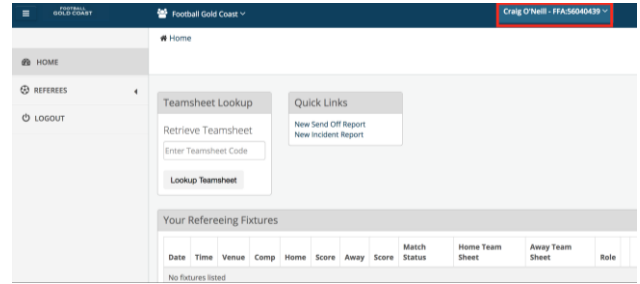 FOOTBALL
GOLD COAST
Football Gold Coast
Craig O'Neill - FFA:56040439
Home
HOME
REFEREES
LOGOUT
Teamsheet Lookup
Retrieve Teamsheet
Enter Teamsheet Code
Lookup Teamsheet
Quick Links
New Send Off Report
New Incident Report
Your Refereeing Fixtures
Date Time Venue Comp Home Score Away Score Match Status Home Team Sheet Away Team Sheet Role
No fixtures listed